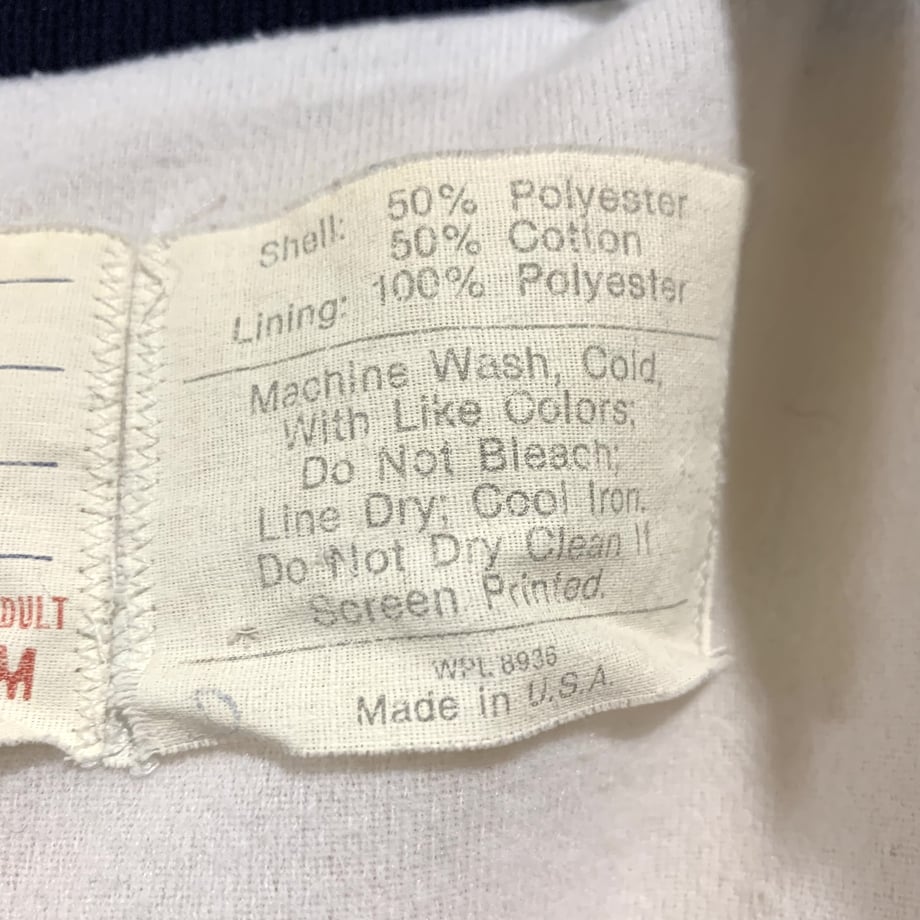 Shell: 50% Polyester
50% Cotton
Lining: 100% Polyester
Machine Wash, Cold,
With Like Colors;
Do Not Bleach;
Line Dry; Cool Iron.
Do Not Dry Clean If
Screen Printed.
WPL 8936
Made in U.S.A.
DULT
M